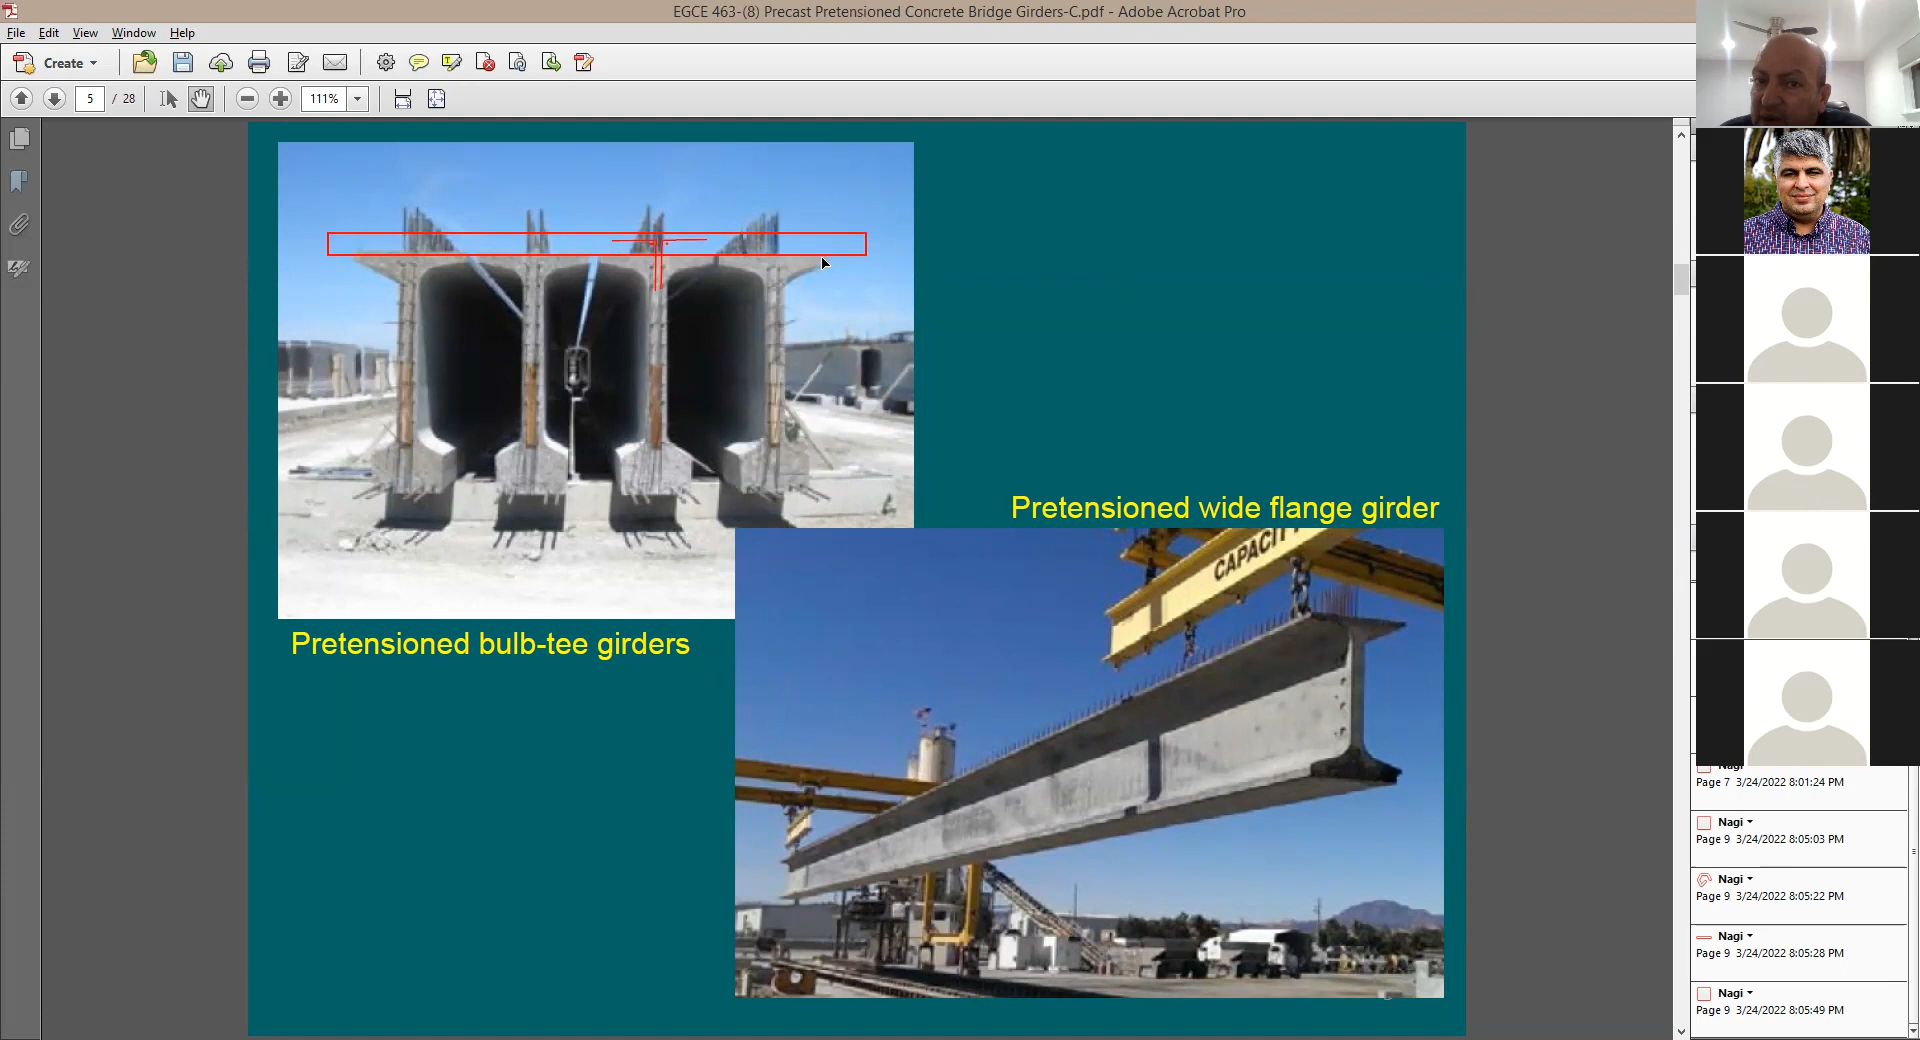 EGCE 463-(8) Precast Pretensioned Concrete Bridge Girders-C.pdf - Adobe Acrobat Pro
File Edit View Window Help
Create
5 / 28 111%
Pretensioned wide flange girder
CAPACIT
Pretensioned bulb-tee girders
Nagi
Page 7 3/24/2022 8:01:24 PM
Nagi
Page 9 3/24/2022 8:05:03 PM
Nagi
Page 9 3/24/2022 8:05:22 PM
Nagi
Page 9 3/24/2022 8:05:28 PM
Nagi
Page 9 3/24/2022 8:05:49 PM